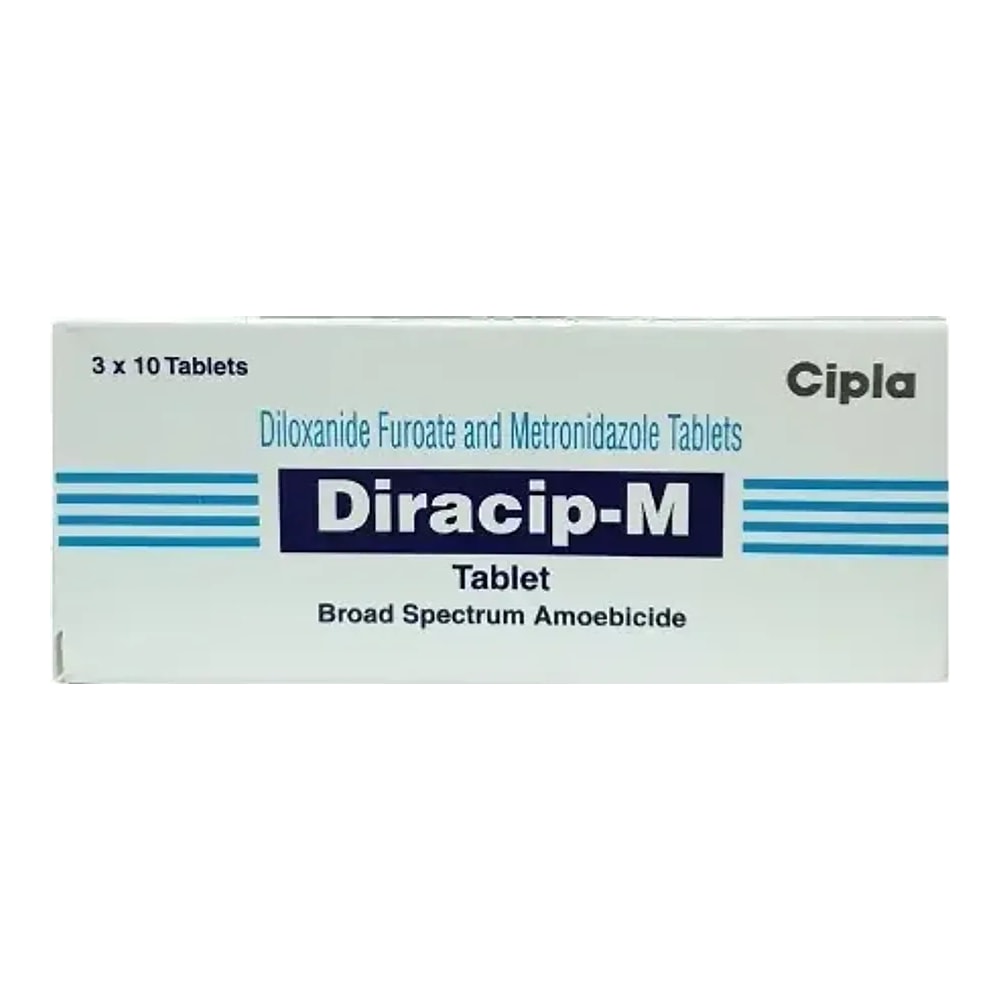 3 x 10 Tablets
Cipla
Diloxanide Furoate and Metronidazole Tablets
Diracip-M
Tablet
Broad Spectrum Amoebicide